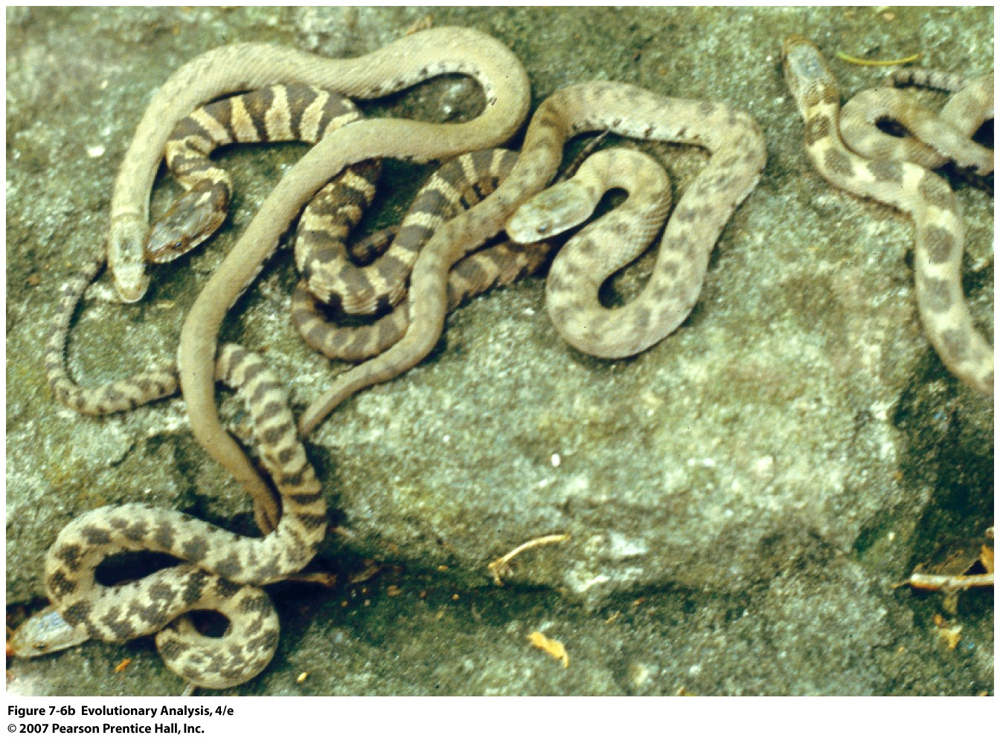 Figure 7-6b Evolutionary Analysis, 4/e
© 2007 Pearson Prentice Hall, Inc.